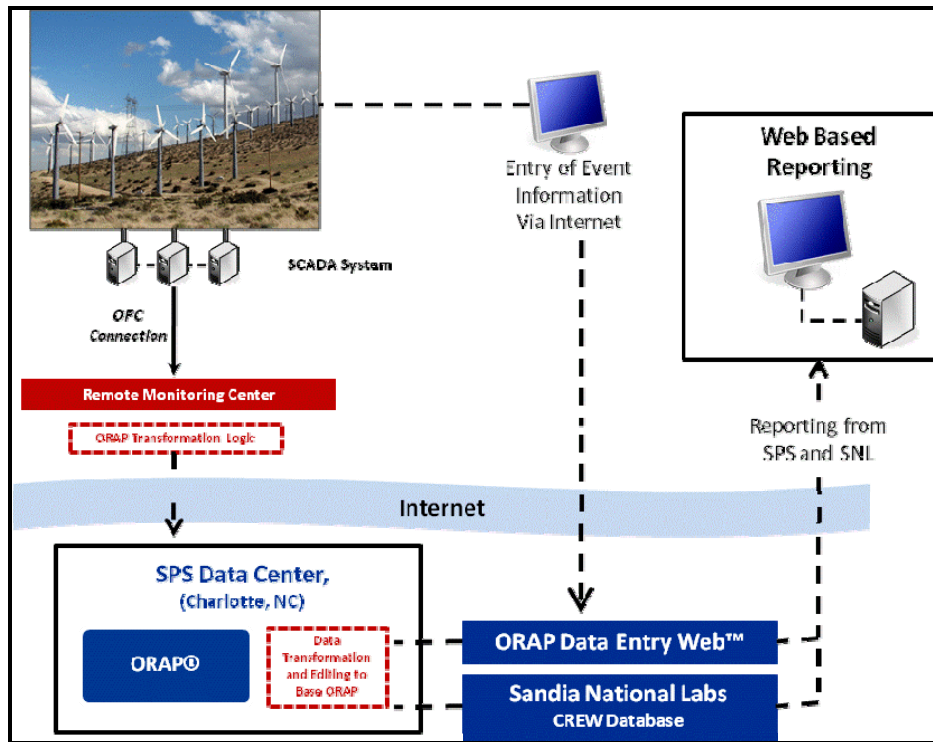 Entry of Event
Information
Via Internet
Web Based
Reporting
SCADA System
OPC
Connection
Remote Monitoring Center
ORAP Transformation Logic
Reporting from
SPS and SNL
Internet
SPS Data Center,
(Charlotte, NC)
ORAP®
Data
Transformation
and Editing to
Base ORAP
ORAP Data Entry Web™
Sandia National Labs
CREW Database